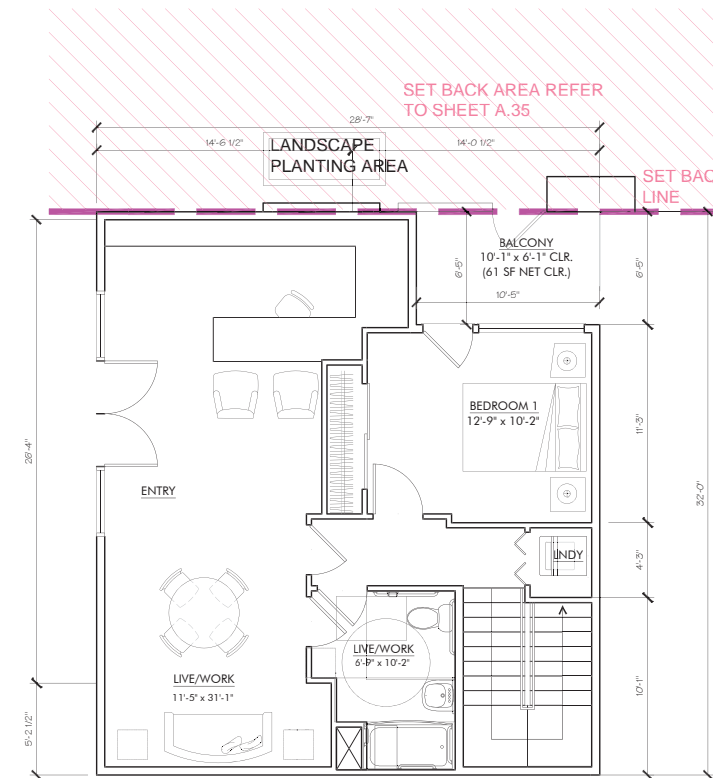 SET BACK AREA REFER
TO SHEET A.35
28'-7"
14'-6 1/2"
LANDSCAPE
PLANTING AREA
14'-0 1/2"
SET BAC
LINE
BALCONY
10'-1" x 6'-1" CLR.
(61 SF NET CLR.)
6'-5"
6'-5"
10'-5"
BEDROOM 1
12'-9" x 10'-2"
11'-3"
26'-4"
32'-0"
ENTRY
LNDY
4'-3"
LIVE/WORK
6'-9" x 10'-2"
LIVE/WORK
11'-5" x 31'-1"
10'-1"
5'-2 1/2"